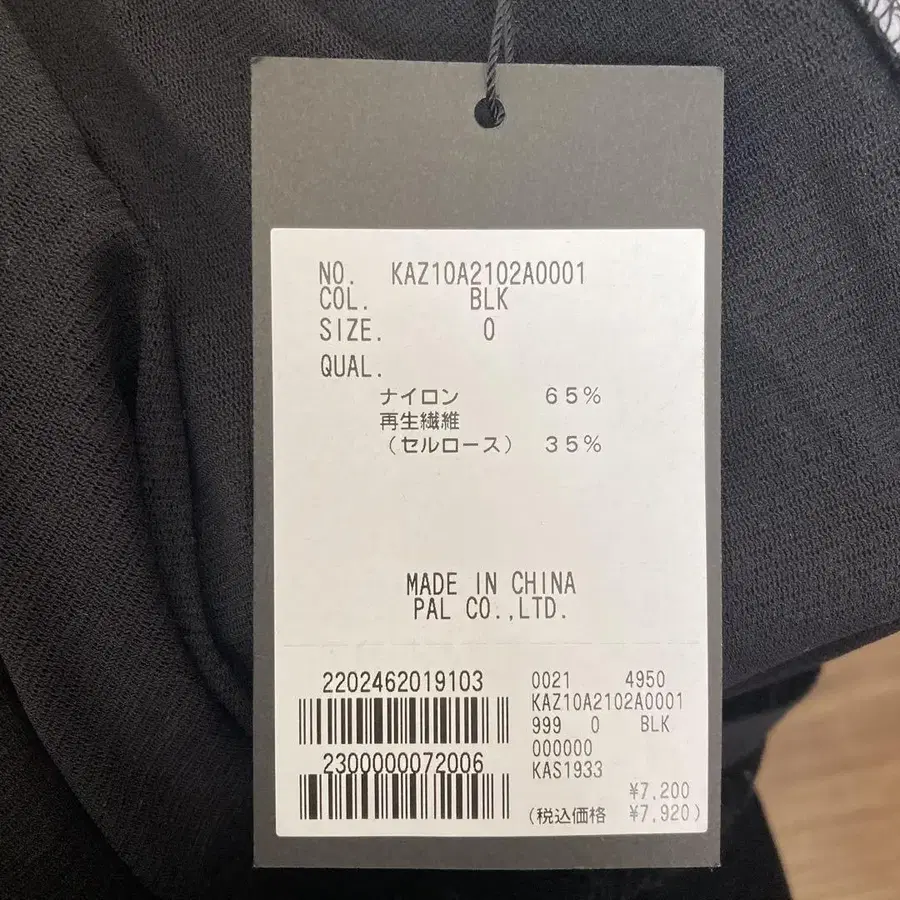 NO. KAZ10A2102A0001
COL. BLK
SIZE. 0
QUAL.
ナイロン 65%
再生繊維
（セルロース） 35%
MADE IN CHINA
PAL CO.,LTD.
2202462019103
2300000072006
0021 4950
KAZ10A2102A0001
999 0 BLK
000000
KAS1933
¥7,200
(税込価格 ¥7,920)